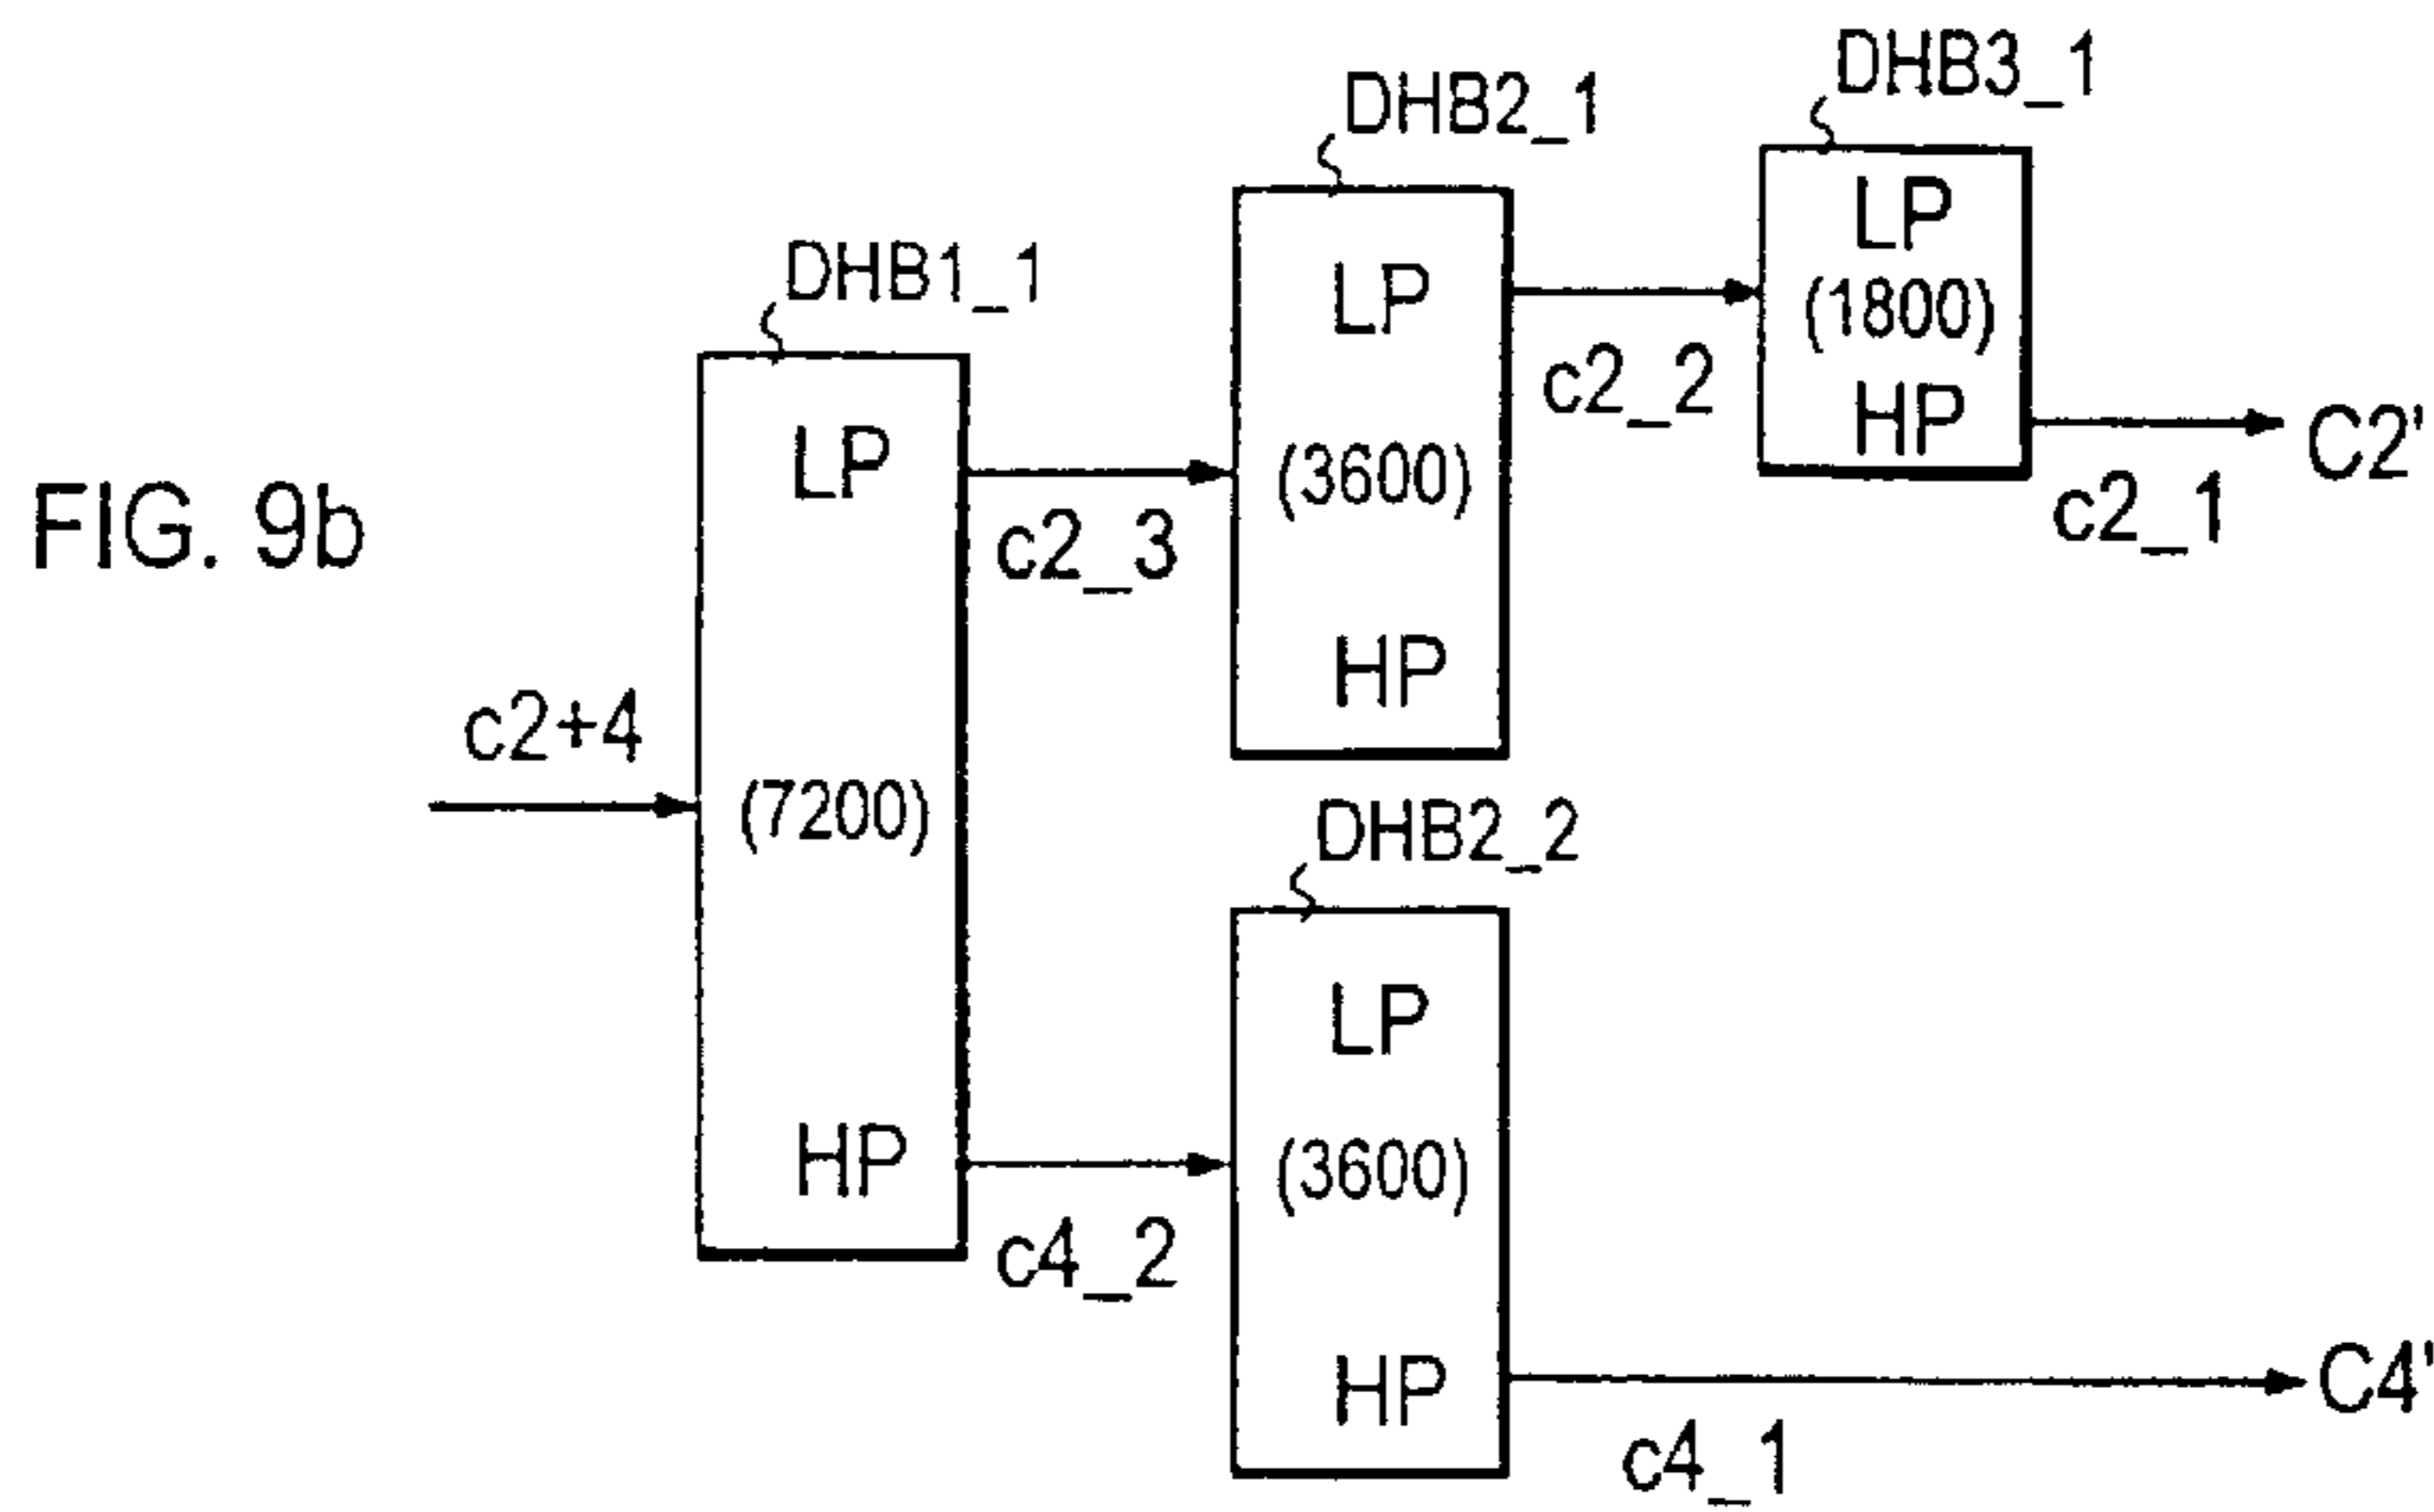 DHB3_1
DHB2_1
LP
(1800)
HP
DHB1_1
LP
c2_2
C2'
LP
(3600)
c2_1
FIG. 9b
c2_3
HP
c2+4
(7200)
DHB2_2
LP
HP
(3600)
c4_2
HP
C4'
c4_1